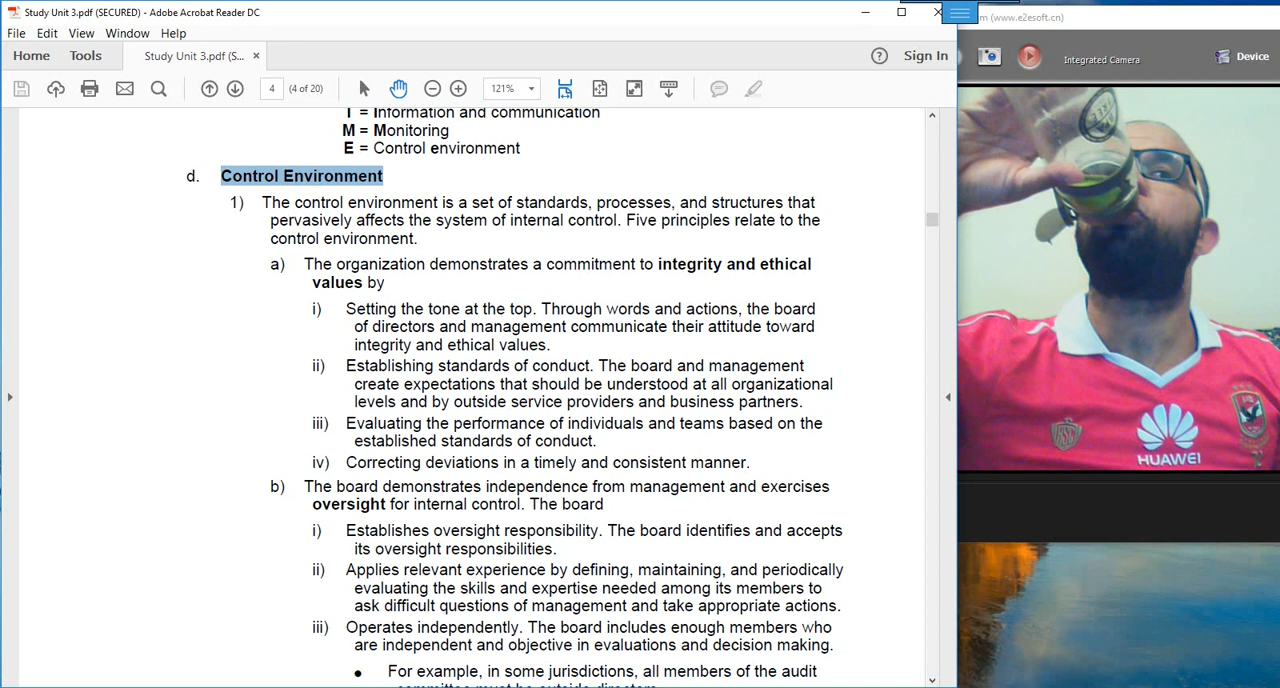 Study Unit 3.pdf (SECURED) - Adobe Acrobat Reader DC
m (www.e2esoft.cn)
File Edit View Window Help
Home Tools Study Unit 3.pdf (S... × Sign In
Integrated Camera Device
4 (4 of 20) 121%
I = Information and communication
M = Monitoring
E = Control environment
d. Control Environment
1) The control environment is a set of standards, processes, and structures that
pervasively affects the system of internal control. Five principles relate to the
control environment.
a) The organization demonstrates a commitment to integrity and ethical
values by
i) Setting the tone at the top. Through words and actions, the board
of directors and management communicate their attitude toward
integrity and ethical values.
ii) Establishing standards of conduct. The board and management
create expectations that should be understood at all organizational
levels and by outside service providers and business partners.
iii) Evaluating the performance of individuals and teams based on the
established standards of conduct.
iv) Correcting deviations in a timely and consistent manner.
b) The board demonstrates independence from management and exercises
oversight for internal control. The board
i) Establishes oversight responsibility. The board identifies and accepts
its oversight responsibilities.
ii) Applies relevant experience by defining, maintaining, and periodically
evaluating the skills and expertise needed among its members to
ask difficult questions of management and take appropriate actions.
iii) Operates independently. The board includes enough members who
are independent and objective in evaluations and decision making.
• For example, in some jurisdictions, all members of the audit
committee must be outside directors
HUAWEI